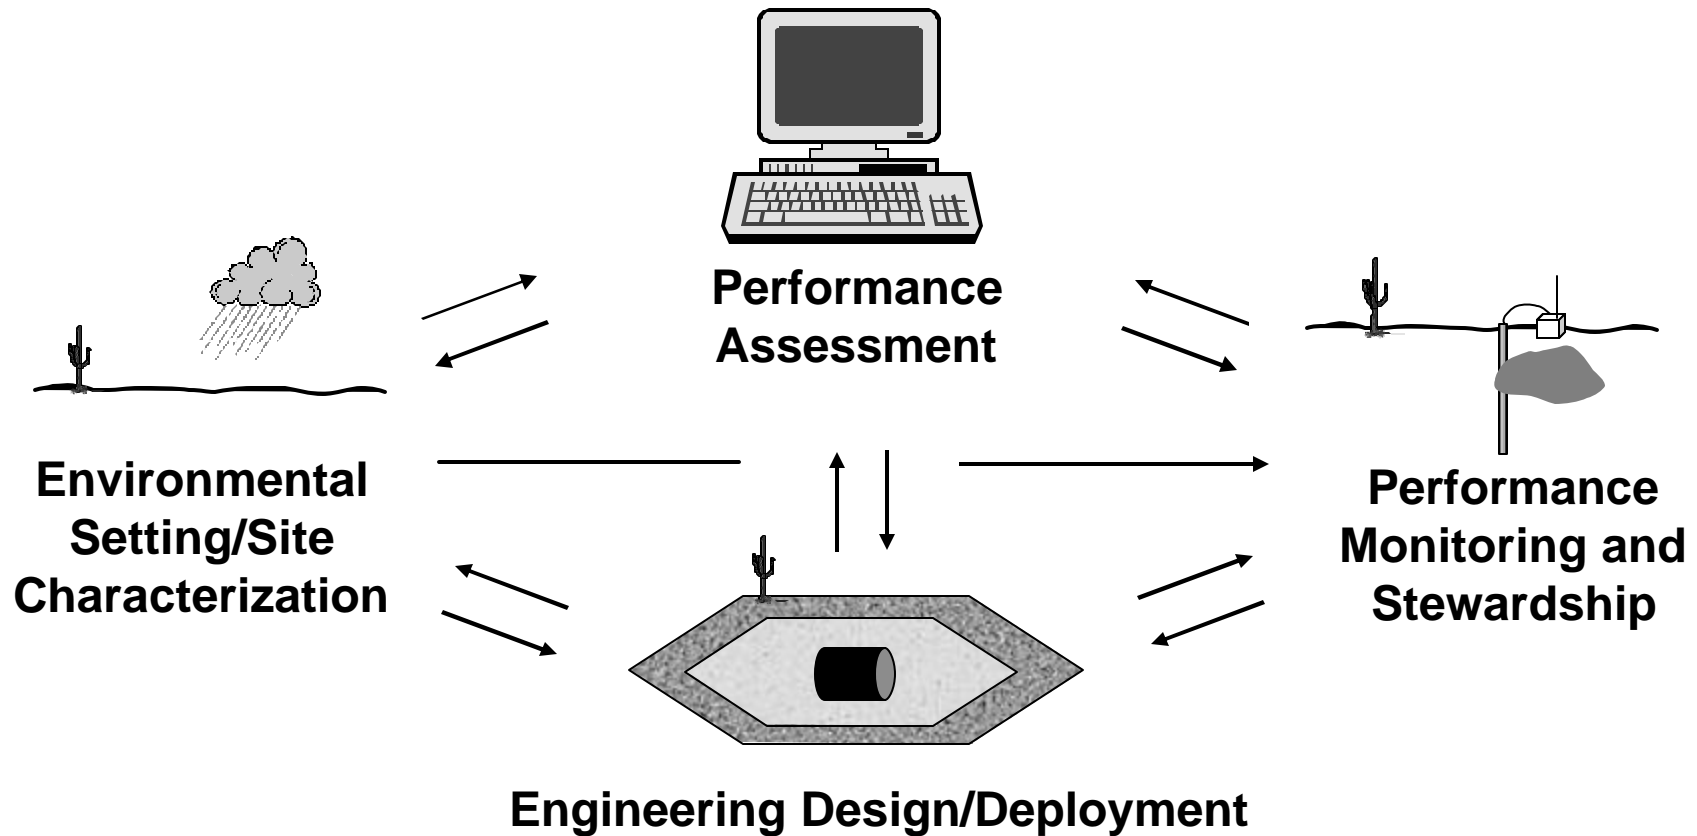 Performance
Assessment
Environmental
Setting/Site
Characterization
Performance
Monitoring and
Stewardship
Engineering Design/Deployment